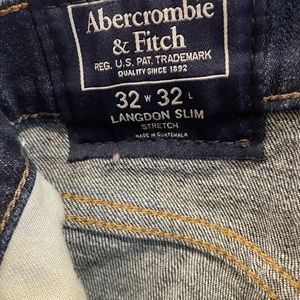 Abercrombie
& Fitch
REG. U.S. PAT. TRADEMARK
QUALITY SINCE 1892
32 W 32 L
LANGDON SLIM
STRETCH
MADE IN GUATEMALA